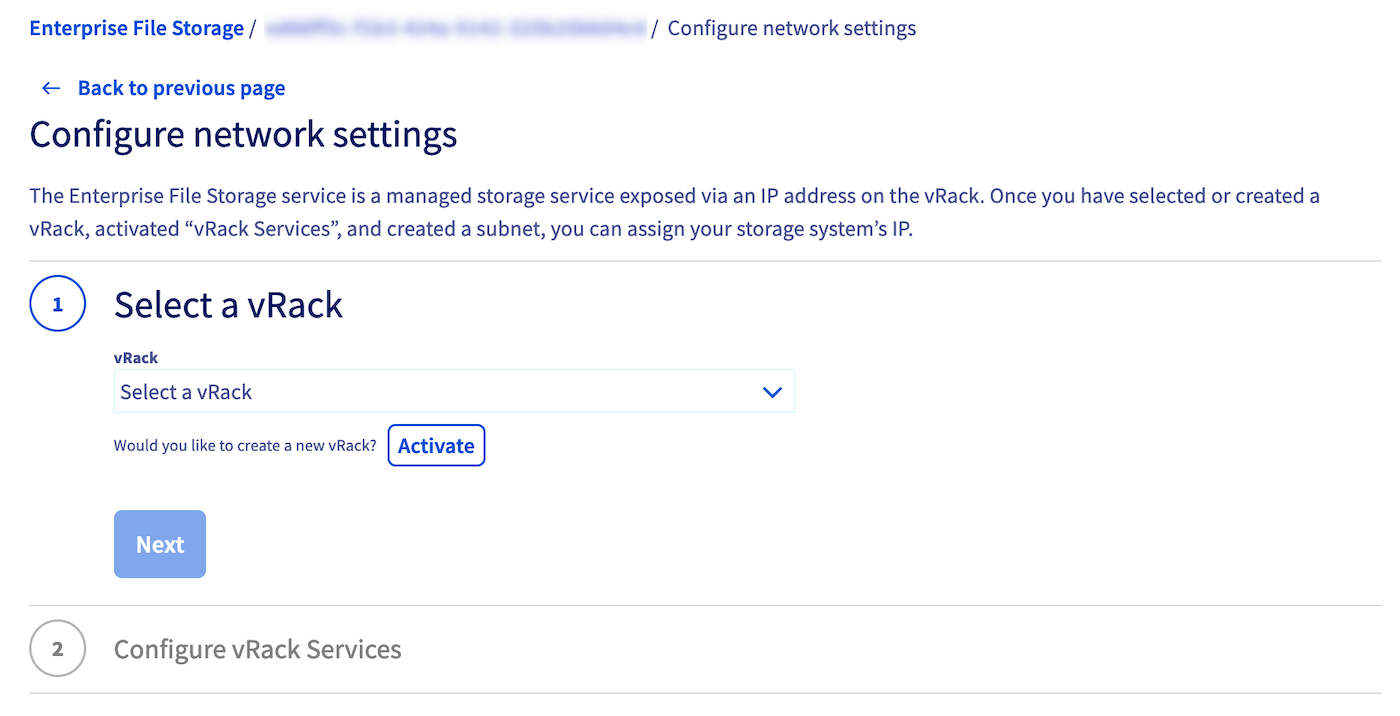 Enterprise File Storage / / Configure network settings
← Back to previous page
Configure network settings
The Enterprise File Storage service is a managed storage service exposed via an IP address on the vRack. Once you have selected or created a
vRack, activated “vRack Services”, and created a subnet, you can assign your storage system’s IP.
1 Select a vRack
vRack
Select a vRack
Would you like to create a new vRack? Activate
Next
2 Configure vRack Services